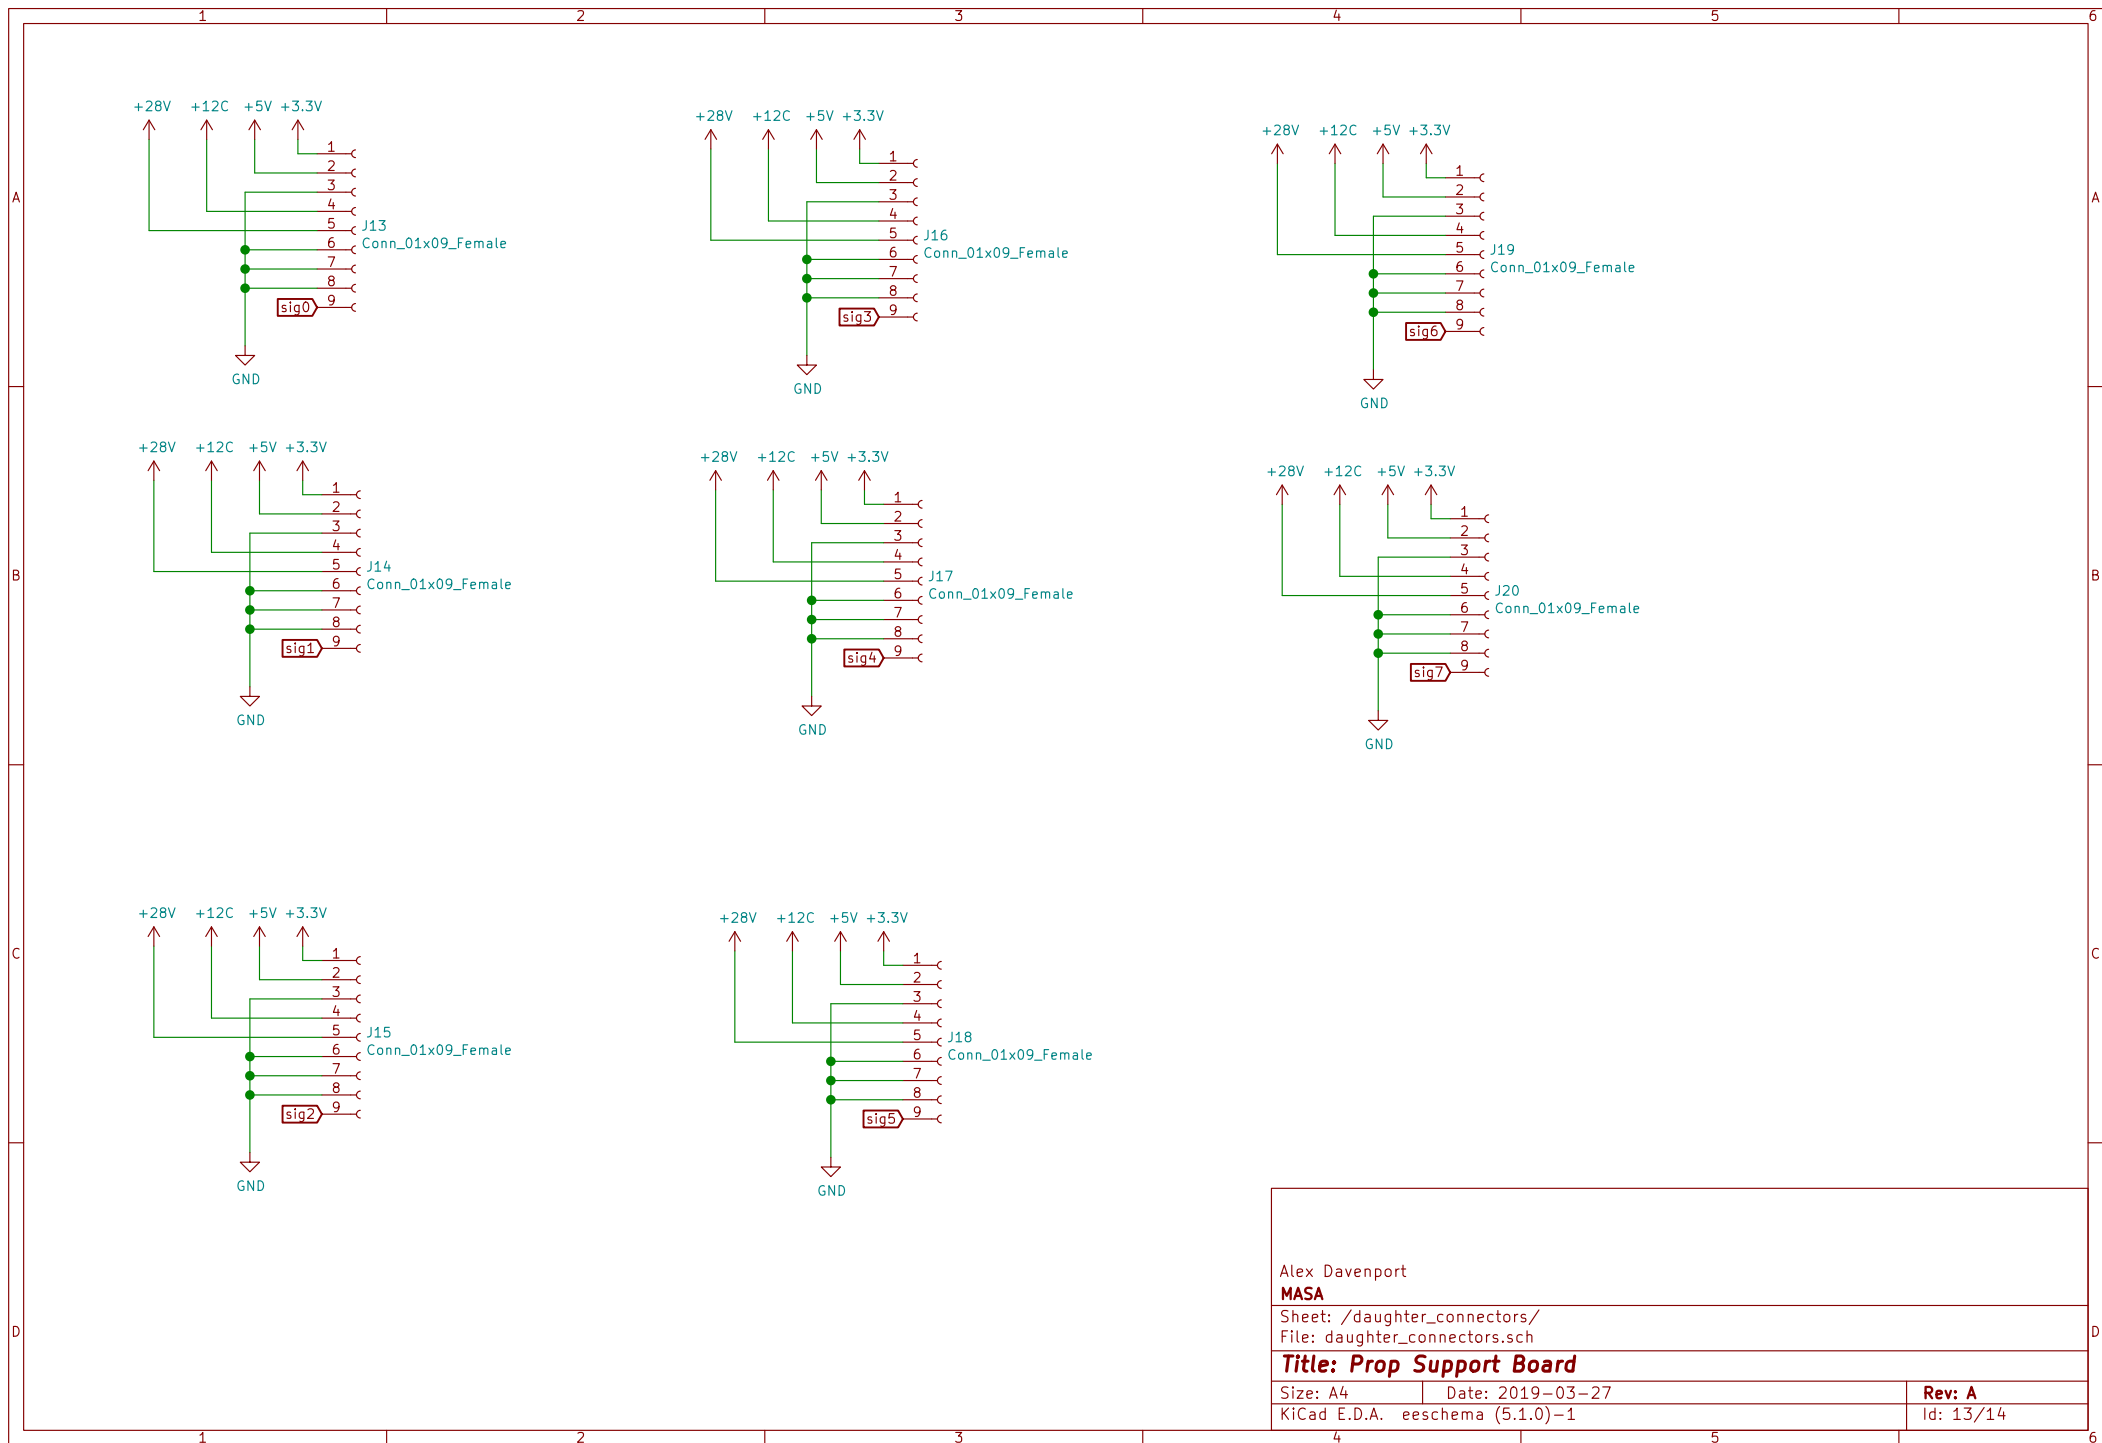 1 2 3 4 5 6
A A
B B
C C
D D
+28V +12C +5V +3.3V
1
2
3
4
5
6
7
8
9
J13
Conn_01x09_Female
sig0
GND
+28V +12C +5V +3.3V
1
2
3
4
5
6
7
8
9
J16
Conn_01x09_Female
sig3
GND
+28V +12C +5V +3.3V
1
2
3
4
5
6
7
8
9
J19
Conn_01x09_Female
sig6
GND
+28V +12C +5V +3.3V
1
2
3
4
5
6
7
8
9
J14
Conn_01x09_Female
sig1
GND
+28V +12C +5V +3.3V
1
2
3
4
5
6
7
8
9
J17
Conn_01x09_Female
sig4
GND
+28V +12C +5V +3.3V
1
2
3
4
5
6
7
8
9
J20
Conn_01x09_Female
sig7
GND
+28V +12C +5V +3.3V
1
2
3
4
5
6
7
8
9
J15
Conn_01x09_Female
sig2
GND
+28V +12C +5V +3.3V
1
2
3
4
5
6
7
8
9
J18
Conn_01x09_Female
sig5
GND
Alex Davenport
MASA
Sheet: /daughter_connectors/
File: daughter_connectors.sch
Title: Prop Support Board
Size: A4 Date: 2019-03-27 Rev: A
KiCad E.D.A. eeschema (5.1.0)-1 Id: 13/14
1 2 3 4 5 6